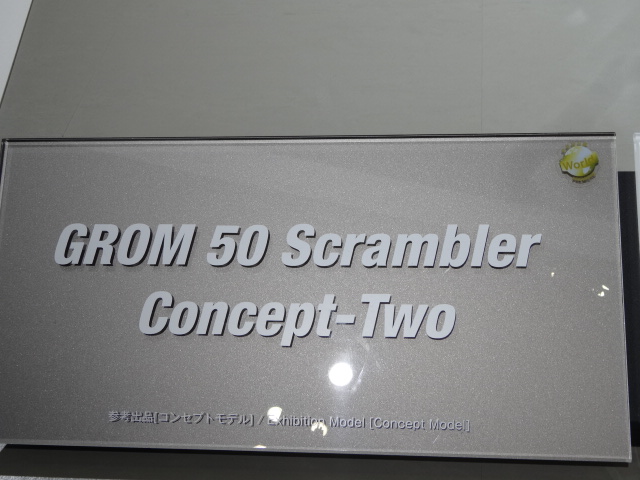 World
GROM 50 Scrambler
Concept-Two
参考出品[コンセプトモデル] / Exhibition Model [Concept Model]